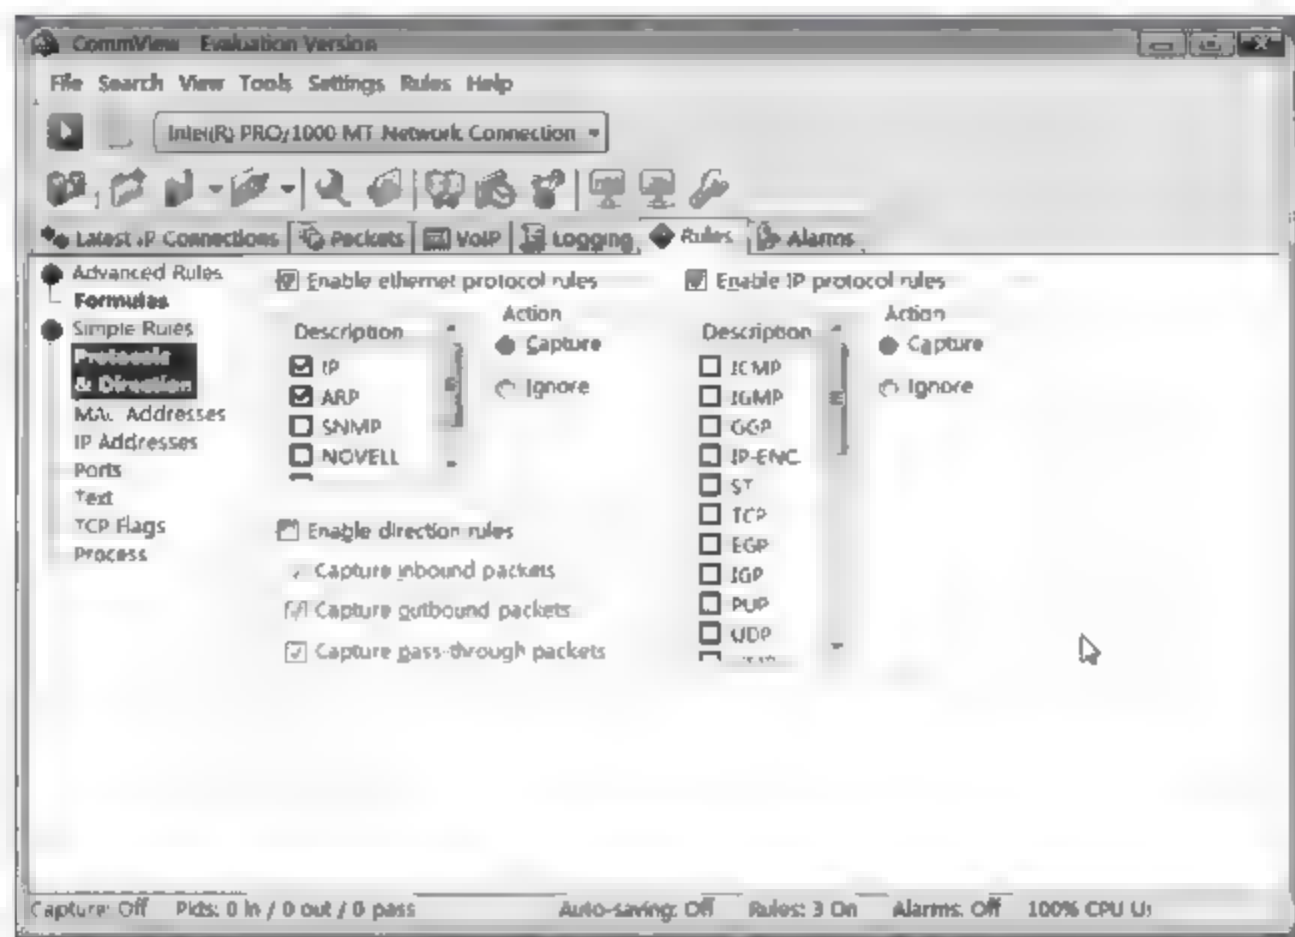 CommView Evaluation Version
File Search View Tools Settings Rules Help
Intel(R) PRO/1000 MT Network Connection
Latest IP Connections Packets VoIP Logging Rules Alarms
Advanced Rules
Formulas
Simple Rules
Protocols
& Direction
MAC Addresses
IP Addresses
Ports
Text
TCP Flags
Process
Enable ethernet protocol rules
Description
IP
ARP
SNMP
NOVELL
Action
Capture
Ignore
Enable direction rules
Capture inbound packets
Capture outbound packets
Capture pass-through packets
Enable IP protocol rules
Description
ICMP
IGMP
GGP
IP-ENC
ST
TCP
EGP
IGP
PUP
UDP
Action
Capture
Ignore
Capture: Off Pkts: 0 in / 0 out / 0 pass Auto-saving: Off Rules: 3 On Alarms: Off 100% CPU U